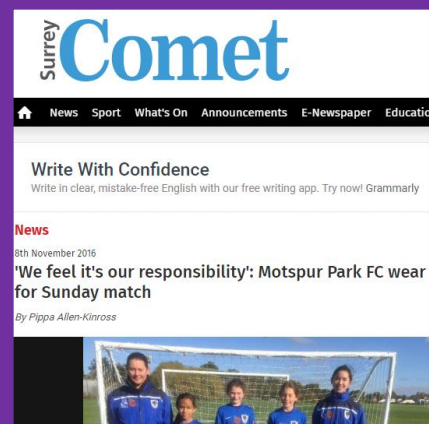 Surrey
Comet
News Sport What's On Announcements E-Newspaper Educatio
Write With Confidence
Write in clear, mistake-free English with our free writing app. Try now! Grammarly
News
8th November 2016
'We feel it's our responsibility': Motspur Park FC wear
for Sunday match
By Pippa Allen-Kinross